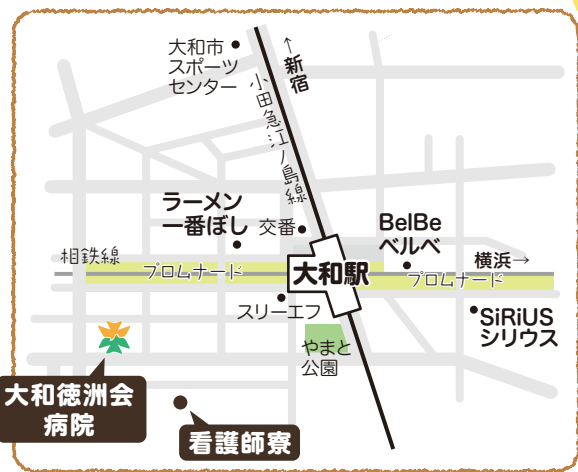 大和市
スポーツ
センター
←新宿
小田急江ノ島線
ラーメン
一番ぼし
交番
BelBe
ベルベ
相鉄線
プロムナード
大和駅
横浜→
プロムナード
スリーエフ
SiRiUS
シリウス
やまと
公園
大和徳洲会
病院
看護師寮